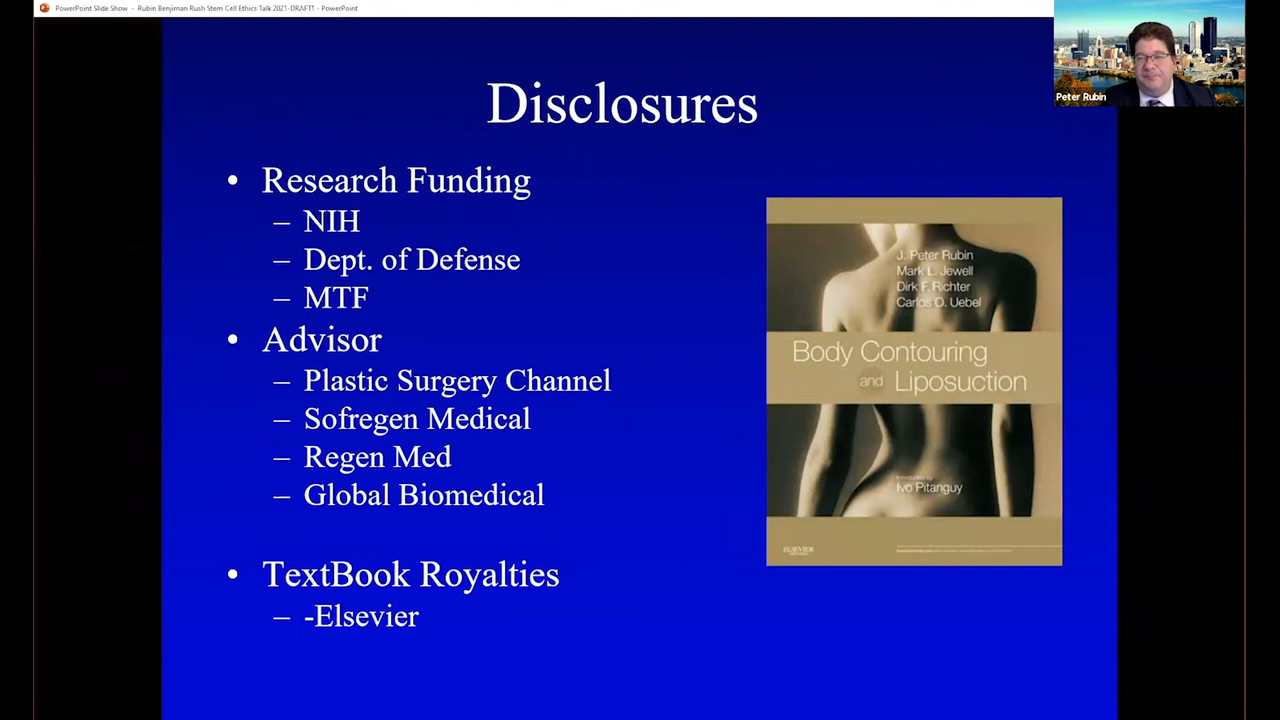 PowerPoint Slide Show - Rubin Benjiman Rush Stem Cell Ethics Talk 2021-DRAFT1 - PowerPoint
Peter Rubin
Disclosures
• Research Funding
– NIH
– Dept. of Defense
– MTF
• Advisor
– Plastic Surgery Channel
– Sofregen Medical
– Regen Med
– Global Biomedical
• TextBook Royalties
– -Elsevier
J. Peter Rubin
Mark L. Jewell
Dirk F. Richter
Carlos O. Uebel
Body Contouring
and Liposuction
Ivo Pitanguy
ELSEVIER